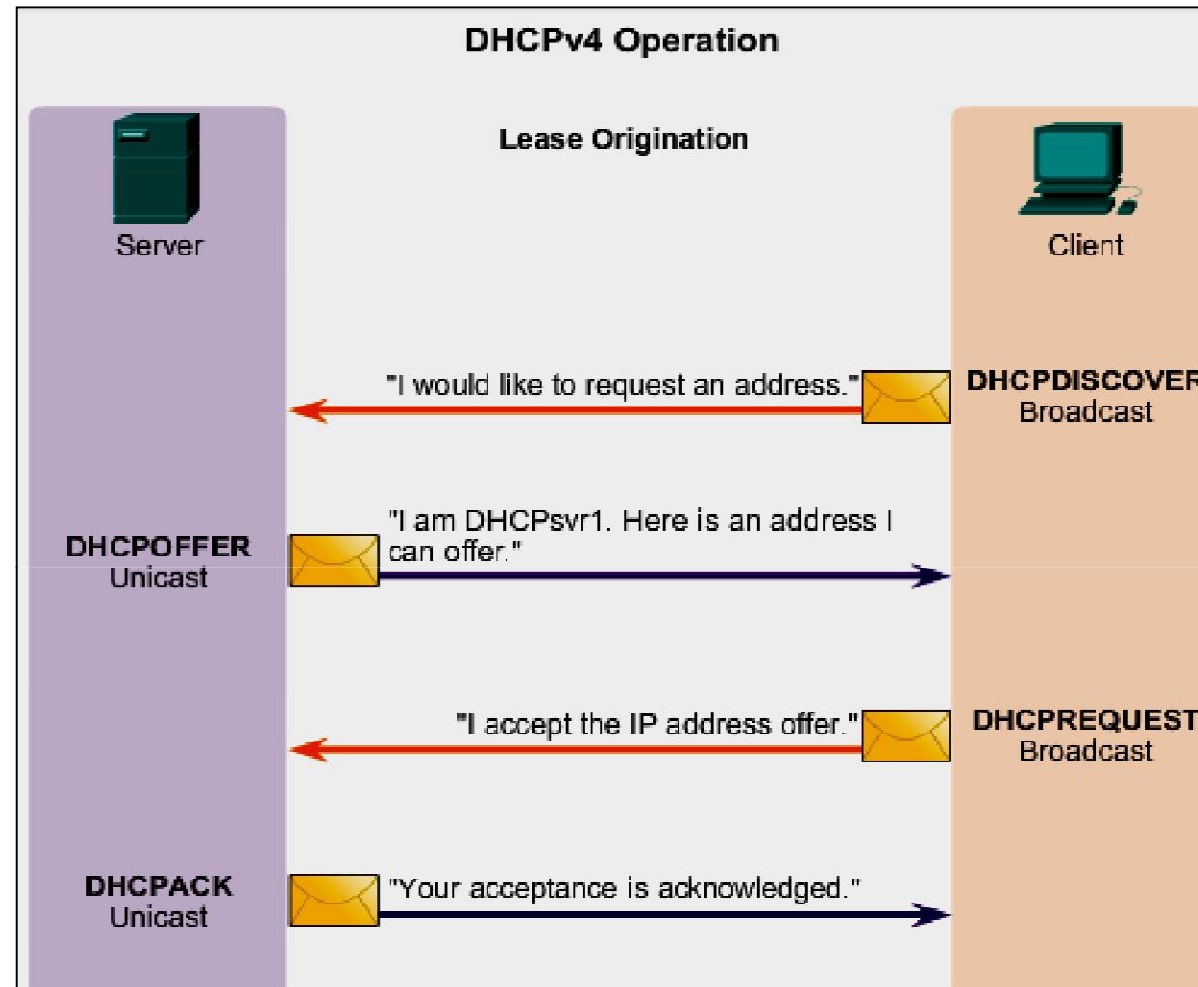 DHCPv4 Operation
Lease Origination
Server
Client
"I would like to request an address."
DHCPDISCOVER
Broadcast
DHCPOFFER
Unicast
"I am DHCPsvr1. Here is an address I
can offer."
"I accept the IP address offer."
DHCPREQUEST
Broadcast
DHCPACK
Unicast
"Your acceptance is acknowledged."